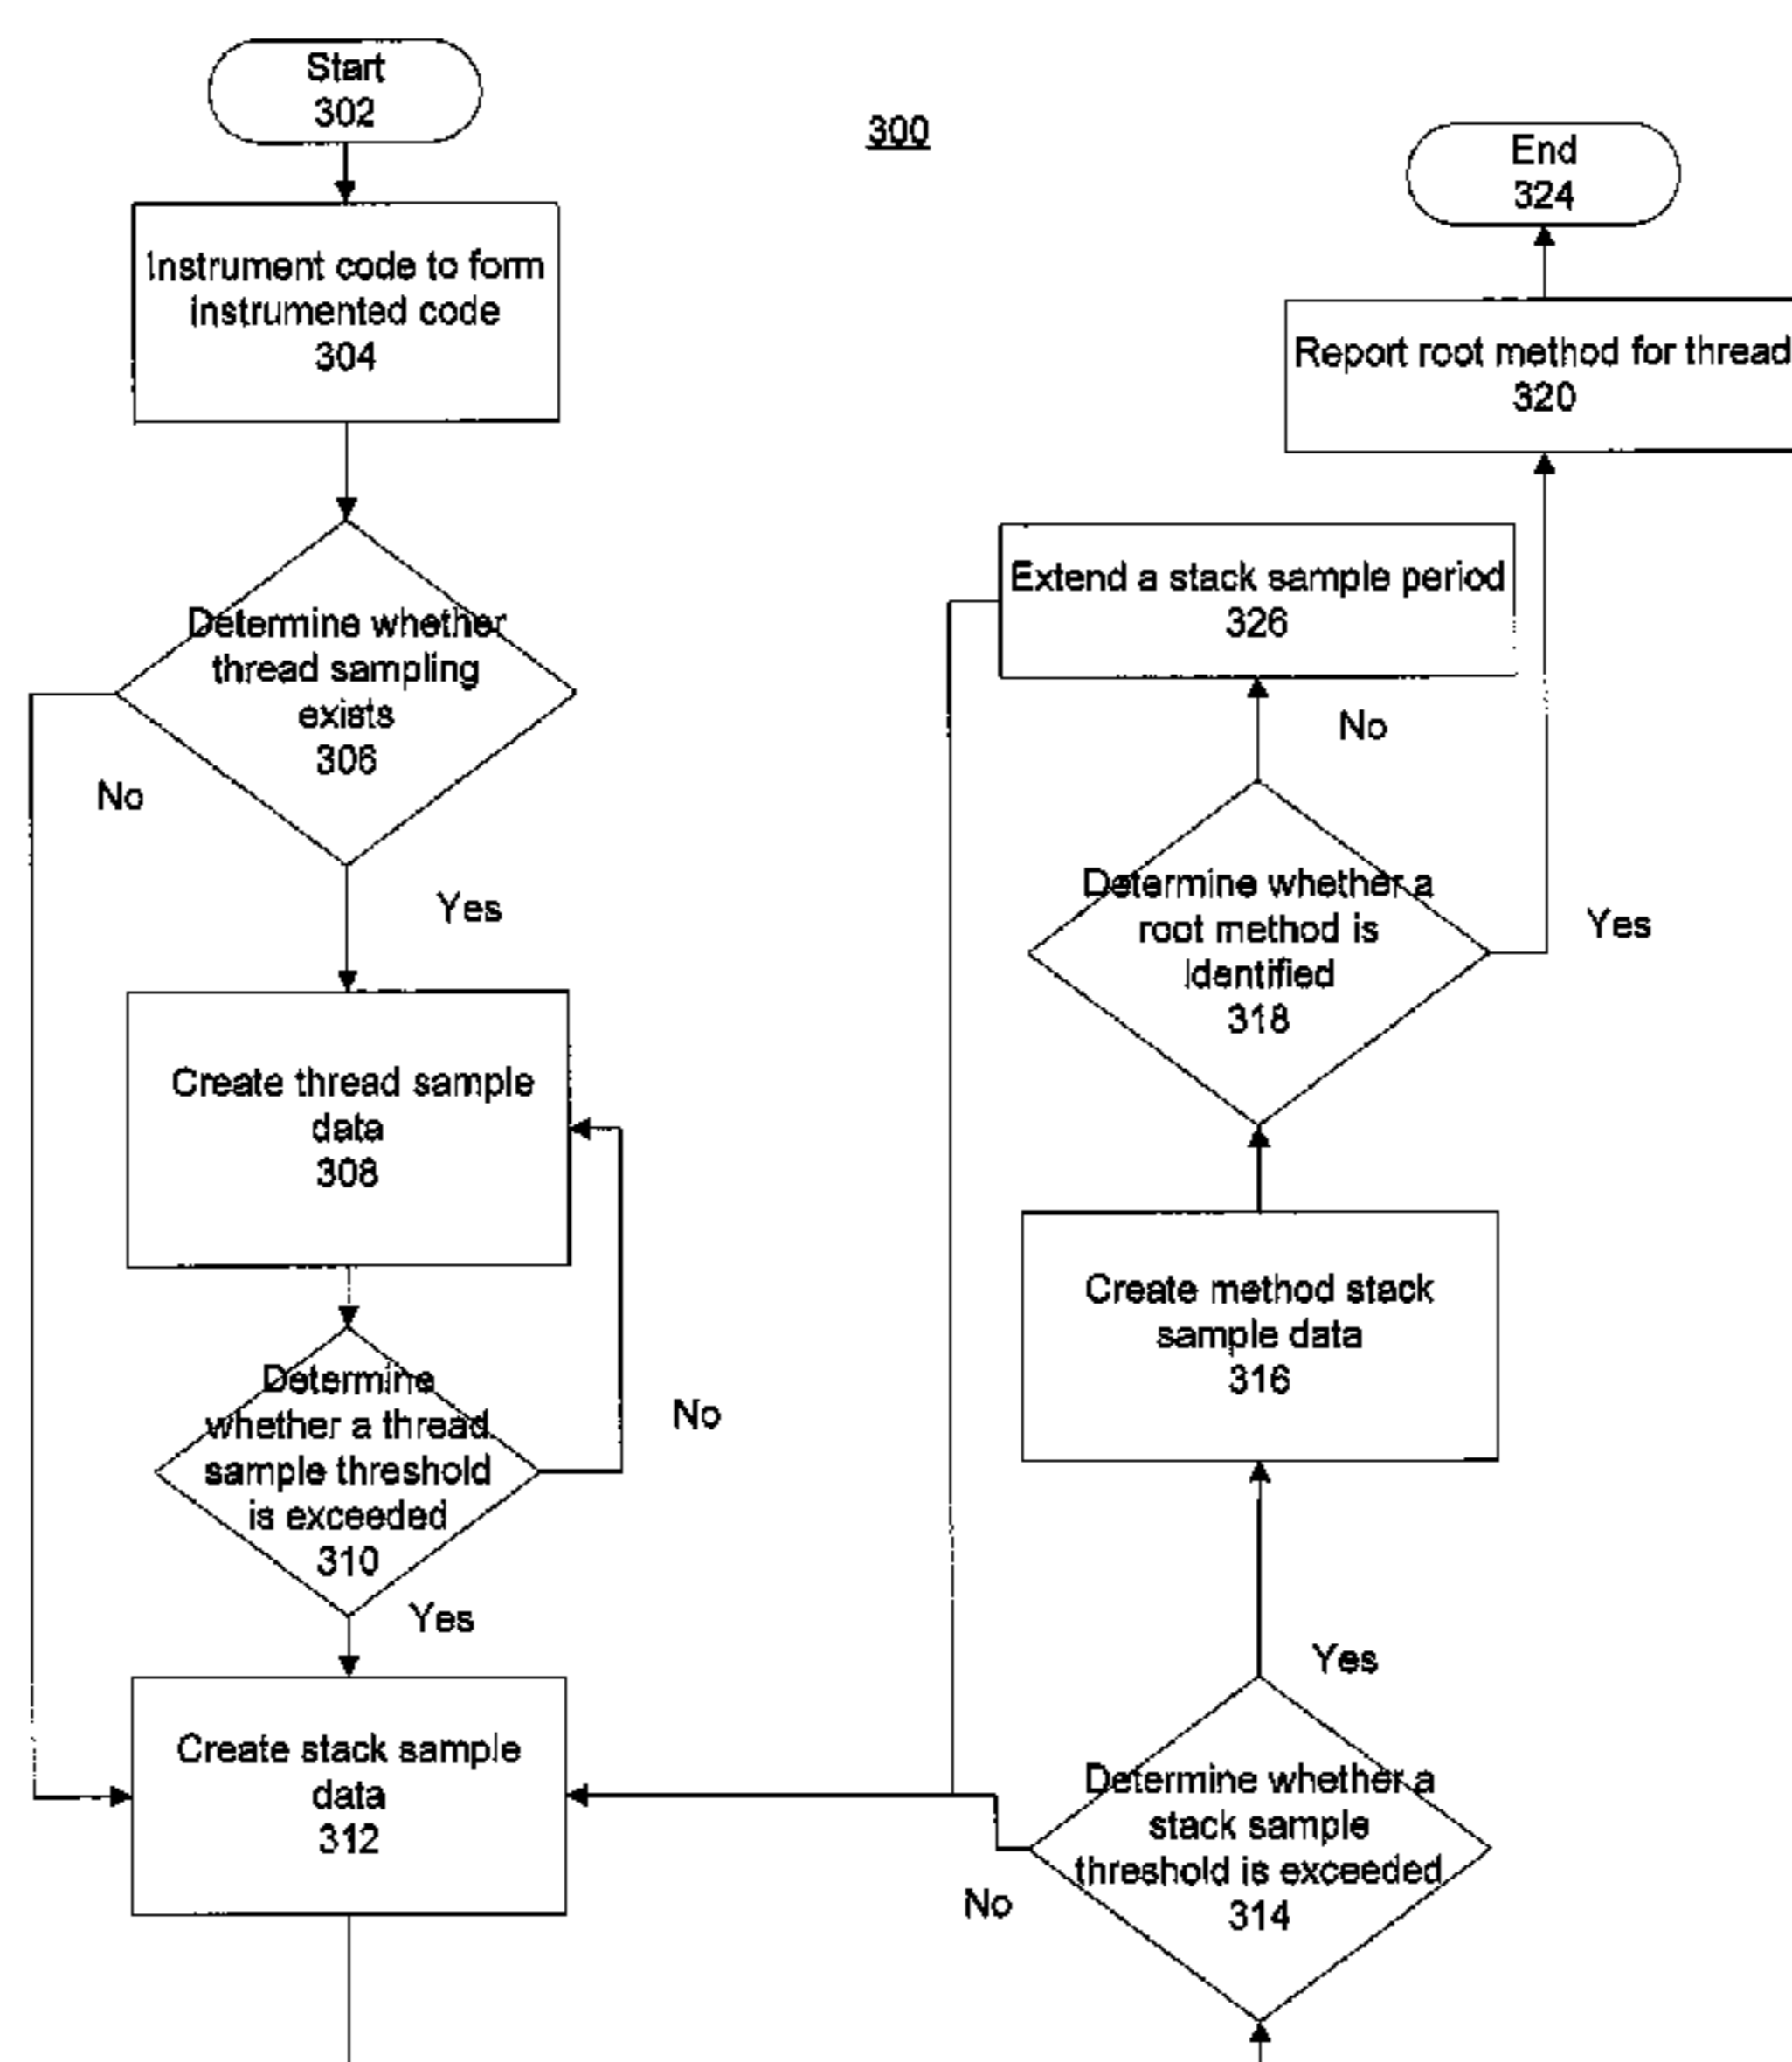 Start
302
300
Instrument code to form
instrumented code
304
Determine whether
thread sampling
exists
306
No
Yes
Create thread sample
data
308
Determine
whether a thread
sample threshold
is exceeded
310
No
Yes
Create stack sample
data
312
End
324
Report root method for thread
320
Extend a stack sample period
326
No
Determine whether a
root method is
identified
318
Yes
Create method stack
sample data
316
Yes
Determine whether a
stack sample
threshold is exceeded
314
No